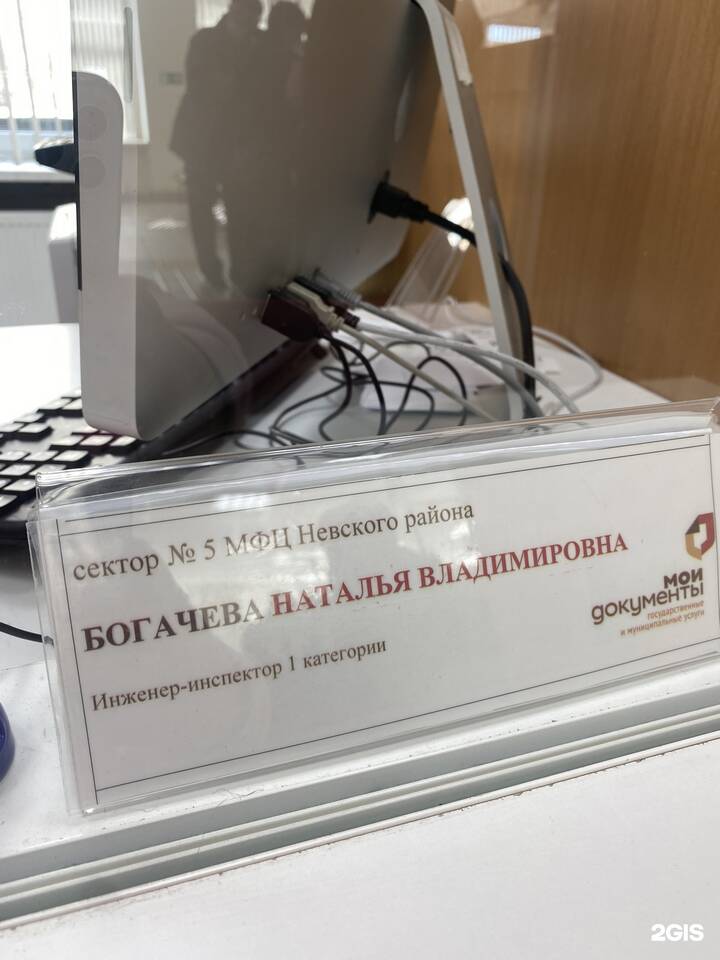 сектор № 5 МФЦ Невского района
БОГАЧЕВА НАТАЛЬЯ ВЛАДИМИРОВНА
Инженер-инспектор 1 категории
мои
документы
государственные
и муниципальные услуги
2GIS